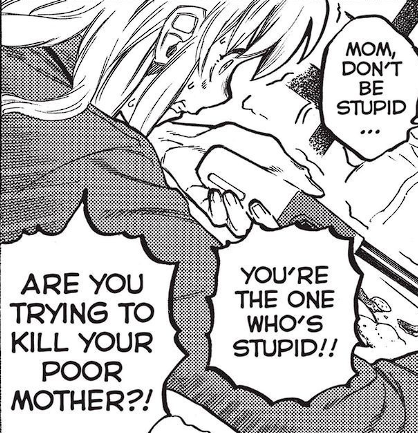 MOM,
DON'T
BE
STUPID
...
YOU'RE
THE ONE
WHO'S
STUPID!!
ARE YOU
TRYING TO
KILL YOUR
POOR
MOTHER?!